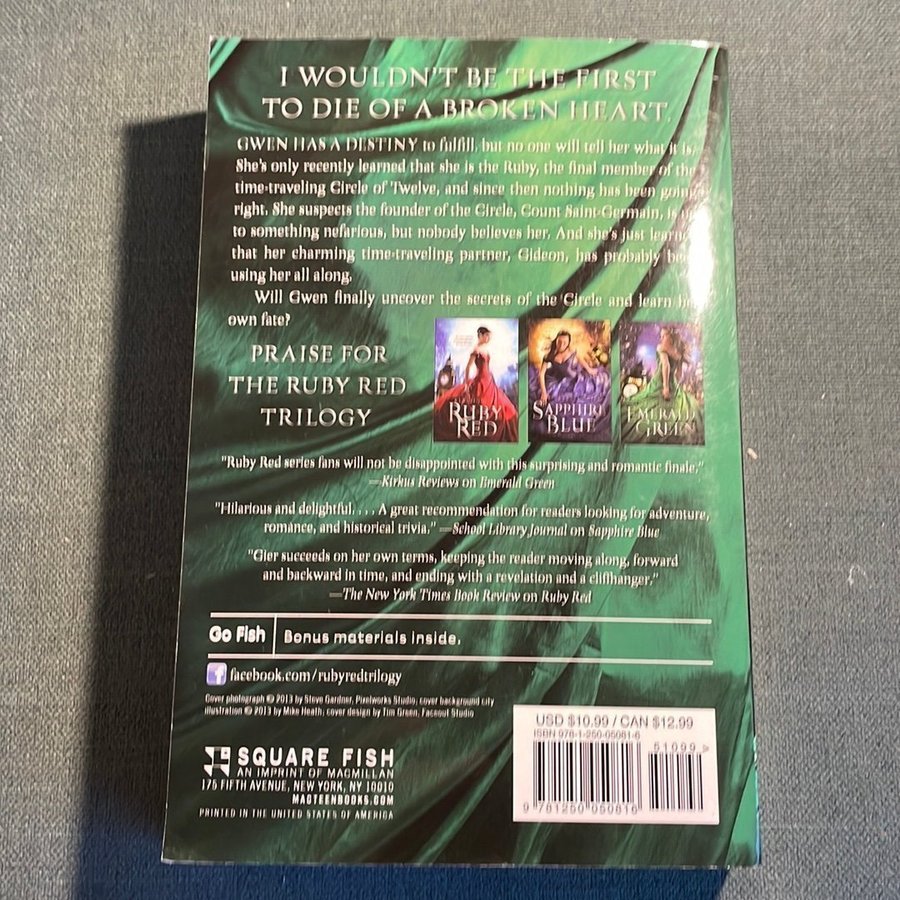 I WOULDN'T BE THE FIRST
TO DIE OF A BROKEN HEART.
GWEN HAS A DESTINY to fulfill, but no one will tell her what it is.
She's only recently learned that she is the Ruby, the final member of the
time-traveling Circle of Twelve, and since then nothing has been going
right. She suspects the founder of the Circle, Count Saint-Germain, is
to something nefarious, but nobody believes her. And she's just
that her charming time-traveling partner, Gideon, has probably
using her all along.
Will Gwen finally uncover the secrets of the Circle and learn
own fate?
PRAISE FOR
THE RUBY RED
TRILOGY
RUBY
RED
SAPPHIRE
BLUE
EMERALD
GREEN
"Ruby Red series fans will not be disappointed with this surprising and romantic finale."
—Kirkus Reviews on Emerald Green
"Hilarious and delightful. . . . A great recommendation for readers looking for adventure,
romance, and historical trivia." —School Library Journal on Sapphire Blue
"Gier succeeds on her own terms, keeping the reader moving along, forward
and backward in time, and ending with a revelation and a cliffhanger."
—The New York Times Book Review on Ruby Red
Go Fish Bonus materials inside.
f facebook.com/rubyredtrilogy
Cover photograph © 2013 by Steve Gardner, Pixelworks Studio; cover background city
illustration © 2013 by Mike Heath; cover design by Tim Green, Faceout Studio
SQUARE FISH
AN IMPRINT OF MACMILLAN
175 FIFTH AVENUE, NEW YORK, NY 10010
MACTEENBOOKS.COM
PRINTED IN THE UNITED STATES OF AMERICA
USD $10.99 / CAN $12.99
ISBN 978-1-250-05081-6
51099
9 781250 050816